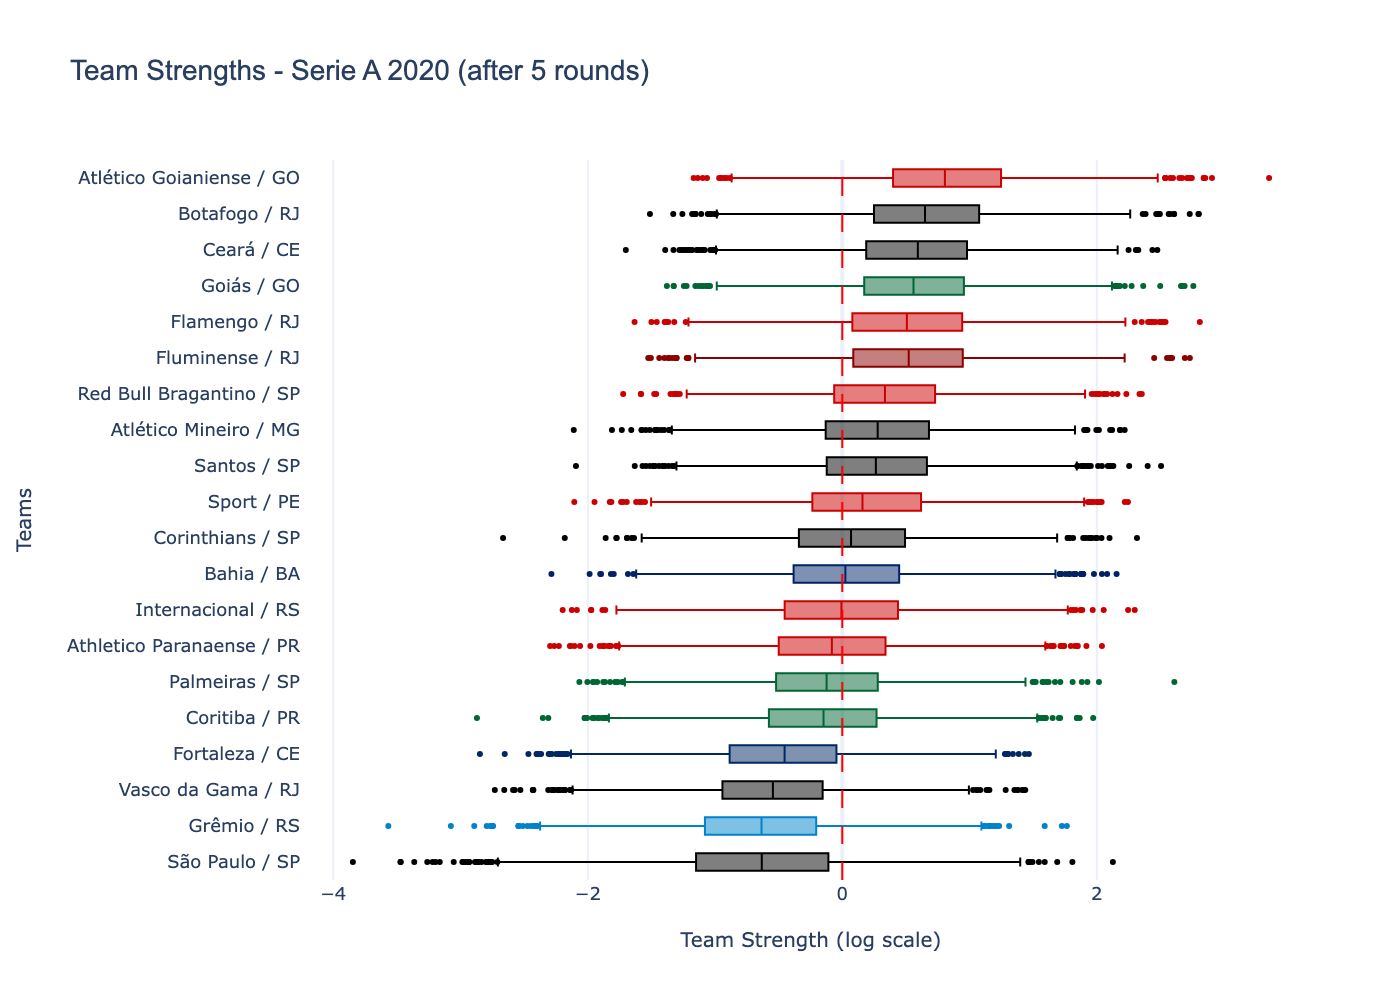 Team Strengths - Serie A 2020 (after 5 rounds)
Atlético Goianiense / GO
Botafogo / RJ
Ceará / CE
Goiás / GO
Flamengo / RJ
Fluminense / RJ
Red Bull Bragantino / SP
Atlético Mineiro / MG
Santos / SP
Sport / PE
Corinthians / SP
Bahia / BA
Internacional / RS
Athletico Paranaense / PR
Palmeiras / SP
Coritiba / PR
Fortaleza / CE
Vasco da Gama / RJ
Grêmio / RS
São Paulo / SP
Teams
−4 −2 0 2
Team Strength (log scale)